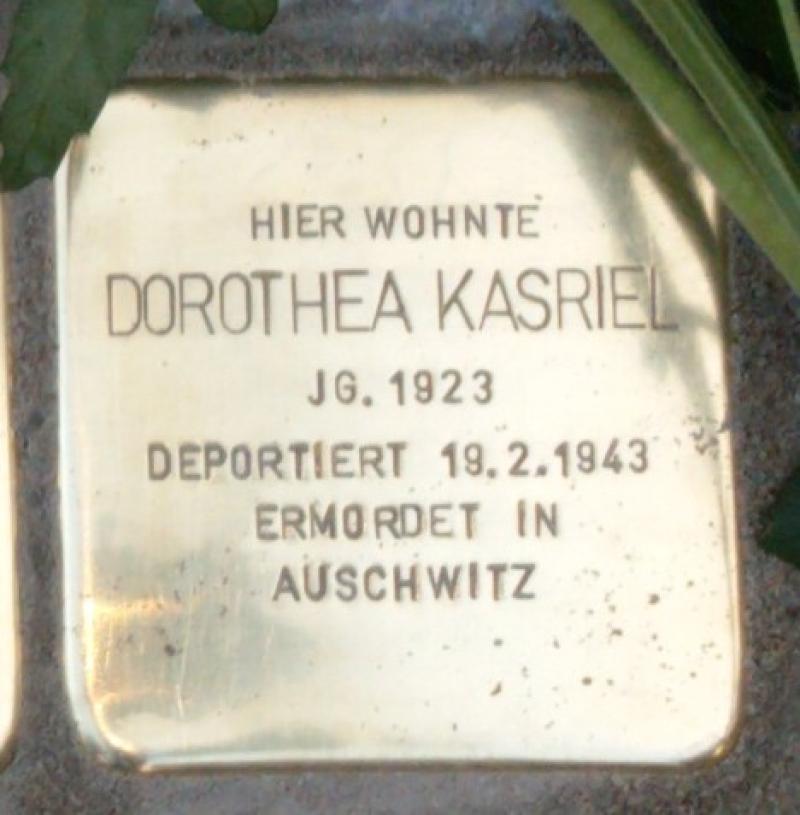 HIER WOHNTE
DOROTHEA KASRIEL
JG. 1923
DEPORTIERT 19.2.1943
ERMORDET IN
AUSCHWITZ